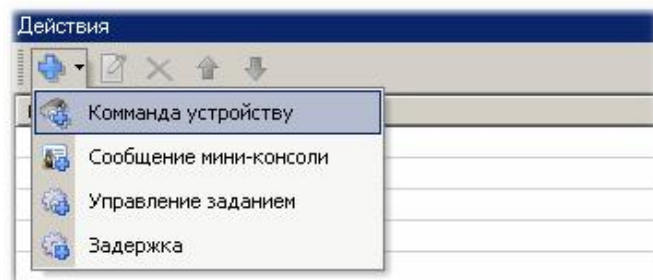 Действия
Комманда устройству
Сообщение мини-консоли
Управление заданием
Задержка